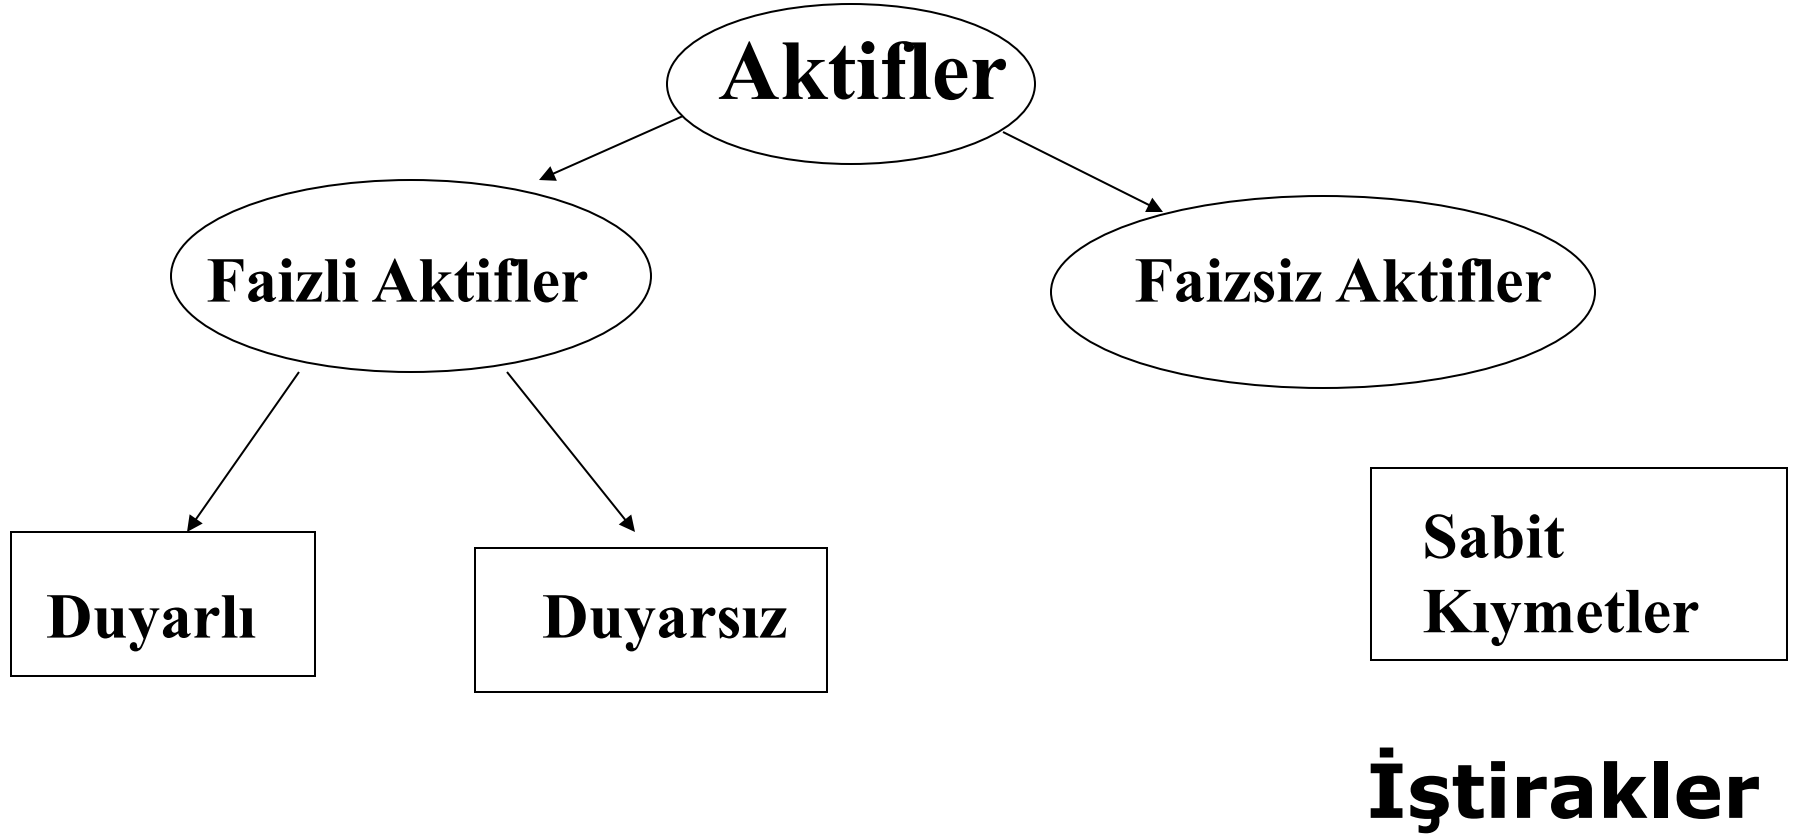 Aktifler
Faizli Aktifler
Faizsiz Aktifler
Duyarlı
Duyarsız
Sabit
Kıymetler
İştirakler